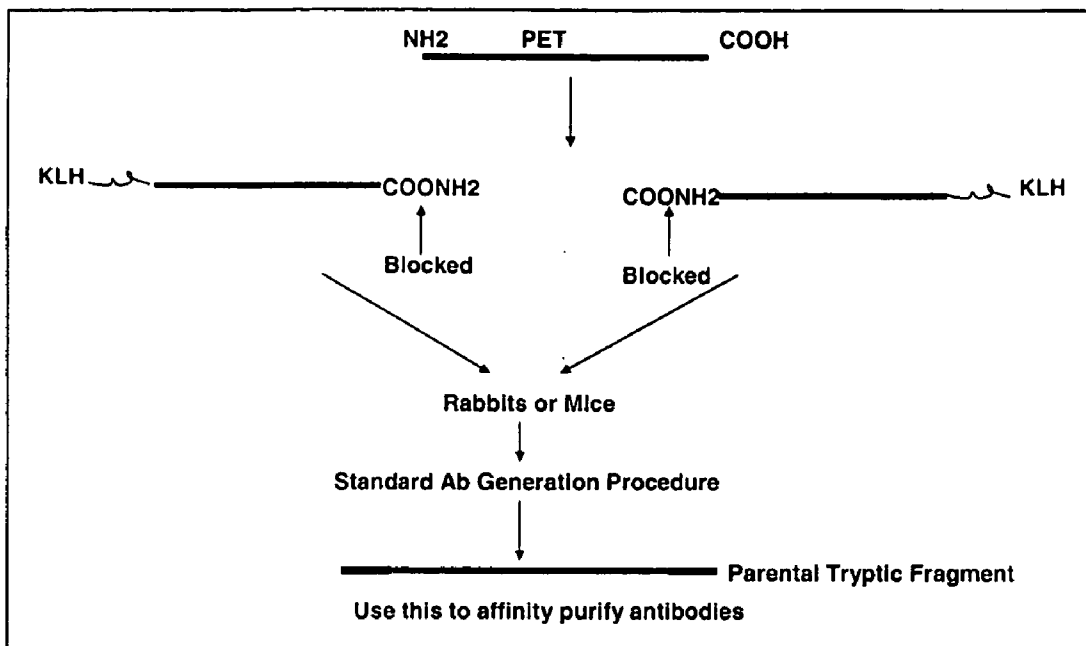 NH2 PET COOH
KLH COONH2 COONH2 KLH
Blocked Blocked
Rabbits or Mice
Standard Ab Generation Procedure
Parental Tryptic Fragment
Use this to affinity purify antibodies